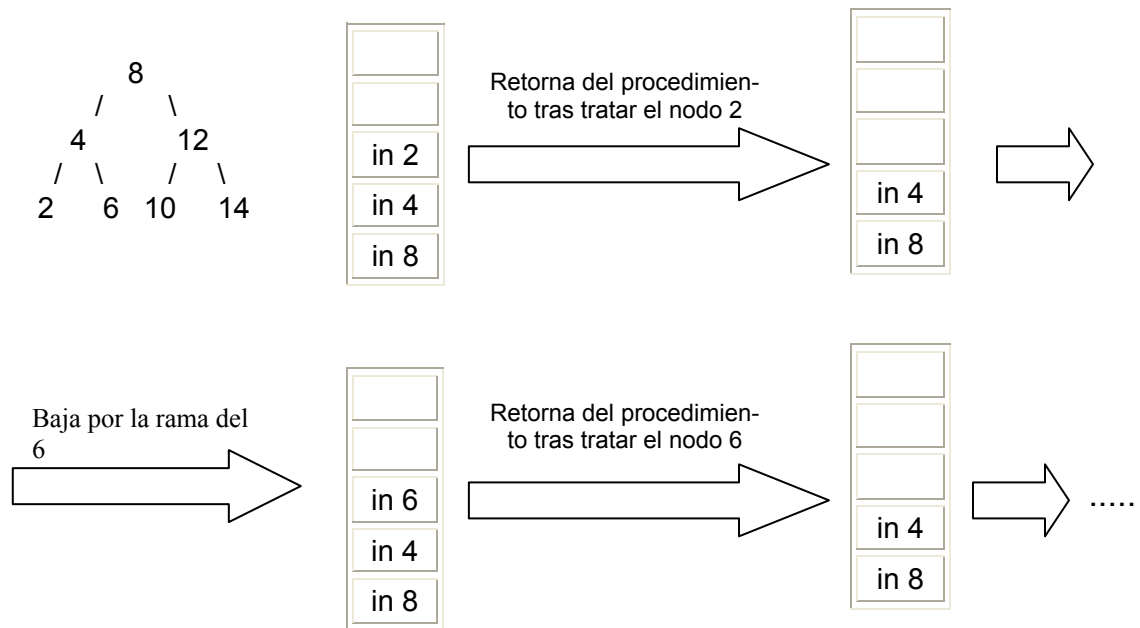 8
/ \
4 12
/ \ / \
2 6 10 14
in 2
in 4
in 8
Retorna del procedimien-
to tras tratar el nodo 2
in 4
in 8
Baja por la rama del
6
in 6
in 4
in 8
Retorna del procedimien-
to tras tratar el nodo 6
in 4
in 8
.....